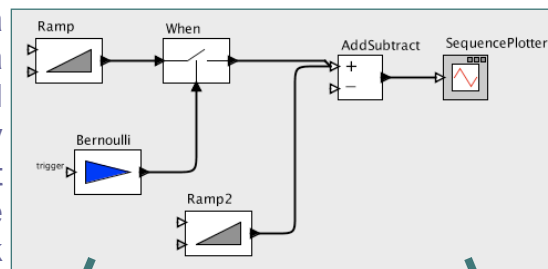 Ramp
When
AddSubtract
SequencePlotter
+
−
Bernoulli
trigger
Ramp2